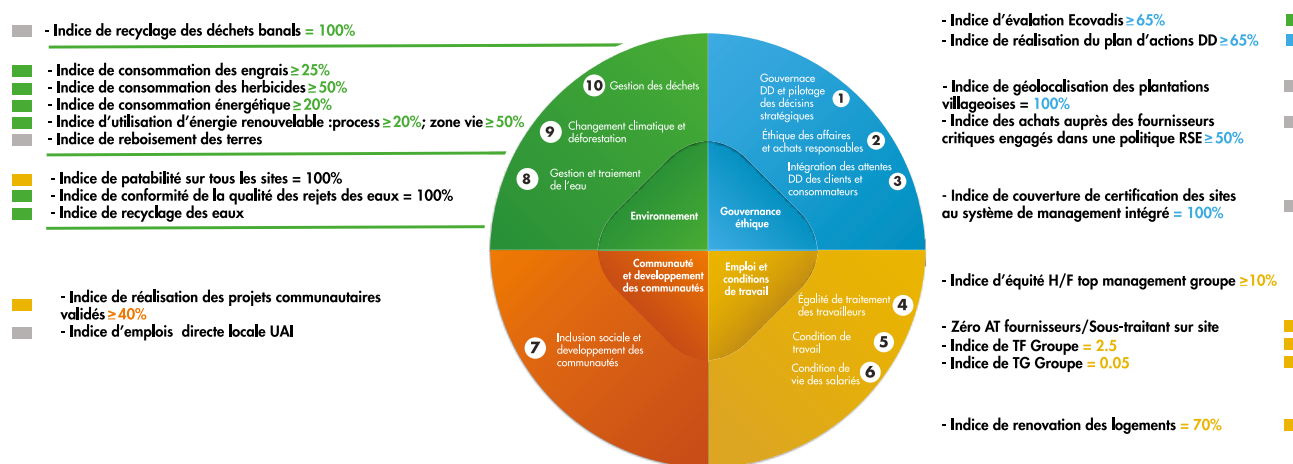 - Indice de recyclage des déchets banals = 100%
- Indice de consommation des engrais ≥ 25%
- Indice de consommation des herbicides ≥ 50%
- Indice de consommation énergétique ≥ 20%
- Indice d'utilisation d'énergie renouvelable :process ≥ 20%; zone vie ≥ 50%
- Indice de reboisement des terres
- Indice de patabilité sur tous les sites = 100%
- Indice de conformité de la qualité des rejets des eaux = 100%
- Indice de recyclage des eaux
- Indice de réalisation des projets communautaires
validés ≥ 40%
- Indice d'emplois directe locale UAI
10 Gestion des déchets
9 Changement climatique et
déforestation
8 Gestion et traiement
de l'eau
Environnement
Gouvernance
éthique
Communauté
et developpement
des communautés
Emploi et
conditions
de travail
7 Inclusion sociale et
developpement des
communautés
Gouvernace
DD et pilotage
des décisins
stratégiques
1
Éthique des affaires
et achats responsables
2
Intégration des attentes
DD des clients et
consommateurs
3
Égalité de traitement
des travailleurs
4
Condition de
travail
5
Condition de
vie des salariés
6
- Indice d'évalation Ecovadis ≥ 65%
- Indice de réalisation du plan d'actions DD ≥ 65%
- Indice de géolocalisation des plantations
villageoises = 100%
- Indice des achats auprès des fournisseurs
critiques engagés dans une politique RSE ≥ 50%
- Indice de couverture de certification des sites
au système de management intégré = 100%
- Indice d'équité H/F top management groupe ≥ 10%
- Zéro AT fournisseurs/Sous-traitant sur site
- Indice de TF Groupe = 2.5
- Indice de TG Groupe = 0.05
- Indice de renovation des logements = 70%